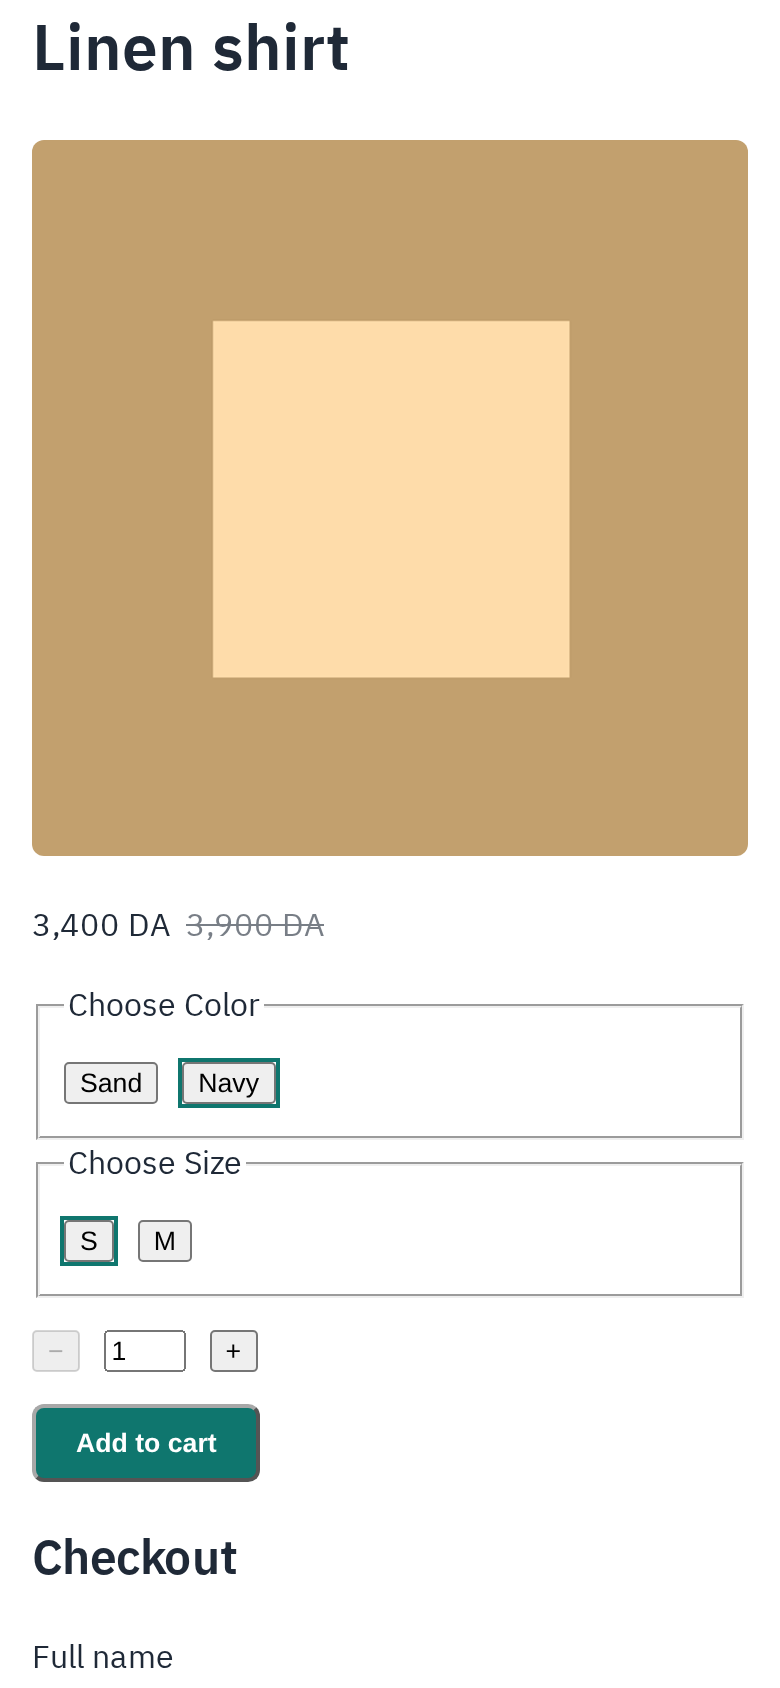 Linen shirt
3,400 DA 3,900 DA
Choose Color
Sand Navy
Choose Size
S M
− 1 +
Add to cart
Checkout
Full name